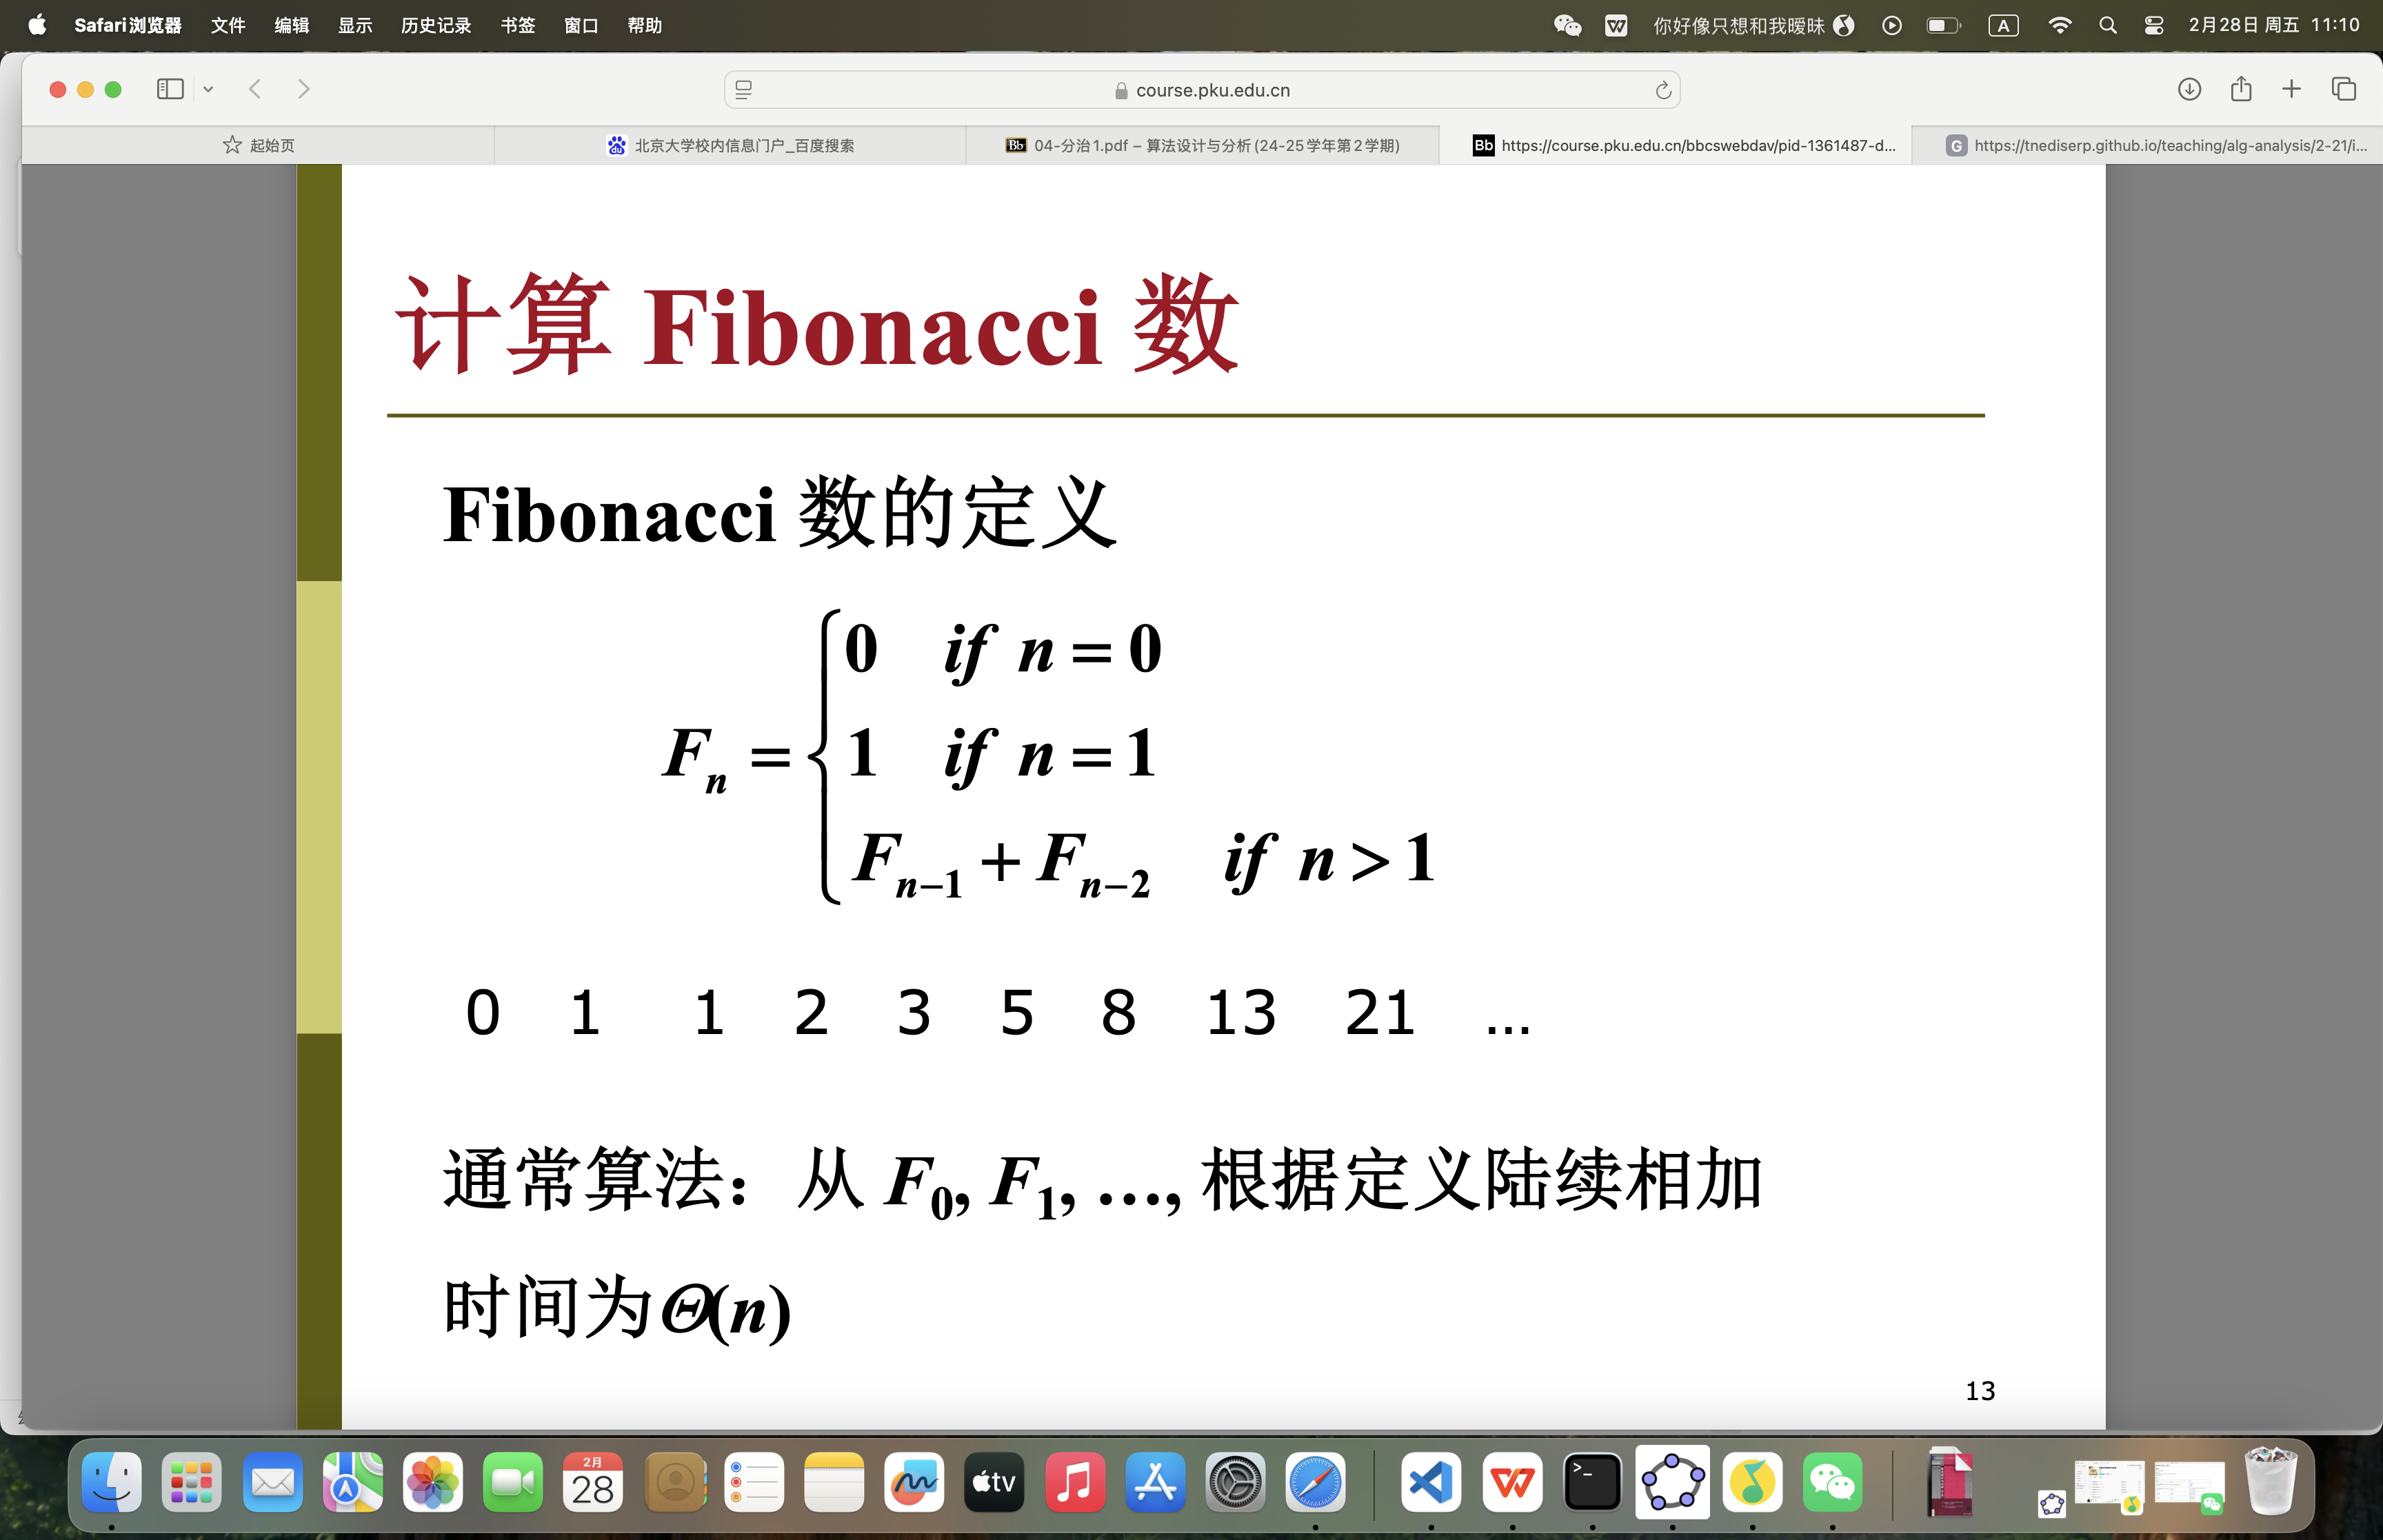 Safari浏览器 文件 编辑 显示 历史记录 书签 窗口 帮助 你好像只想和我暧昧 A 2月28日 周五 11:10
course.pku.edu.cn
起始页 北京大学校内信息门户_百度搜索 Bb 04-分治1.pdf – 算法设计与分析(24-25学年第2学期) Bb https://course.pku.edu.cn/bbcswebdav/pid-1361487-d... G https://tnediserp.github.io/teaching/alg-analysis/2-21/i...
计算 Fibonacci 数
Fibonacci 数的定义
0 if n = 0
F_n = { 1 if n = 1
F_{n−1} + F_{n−2} if n > 1
0 1 1 2 3 5 8 13 21 ...
通常算法：从 F_0, F_1, …, 根据定义陆续相加
时间为Θ(n)
13
2月
28
tv